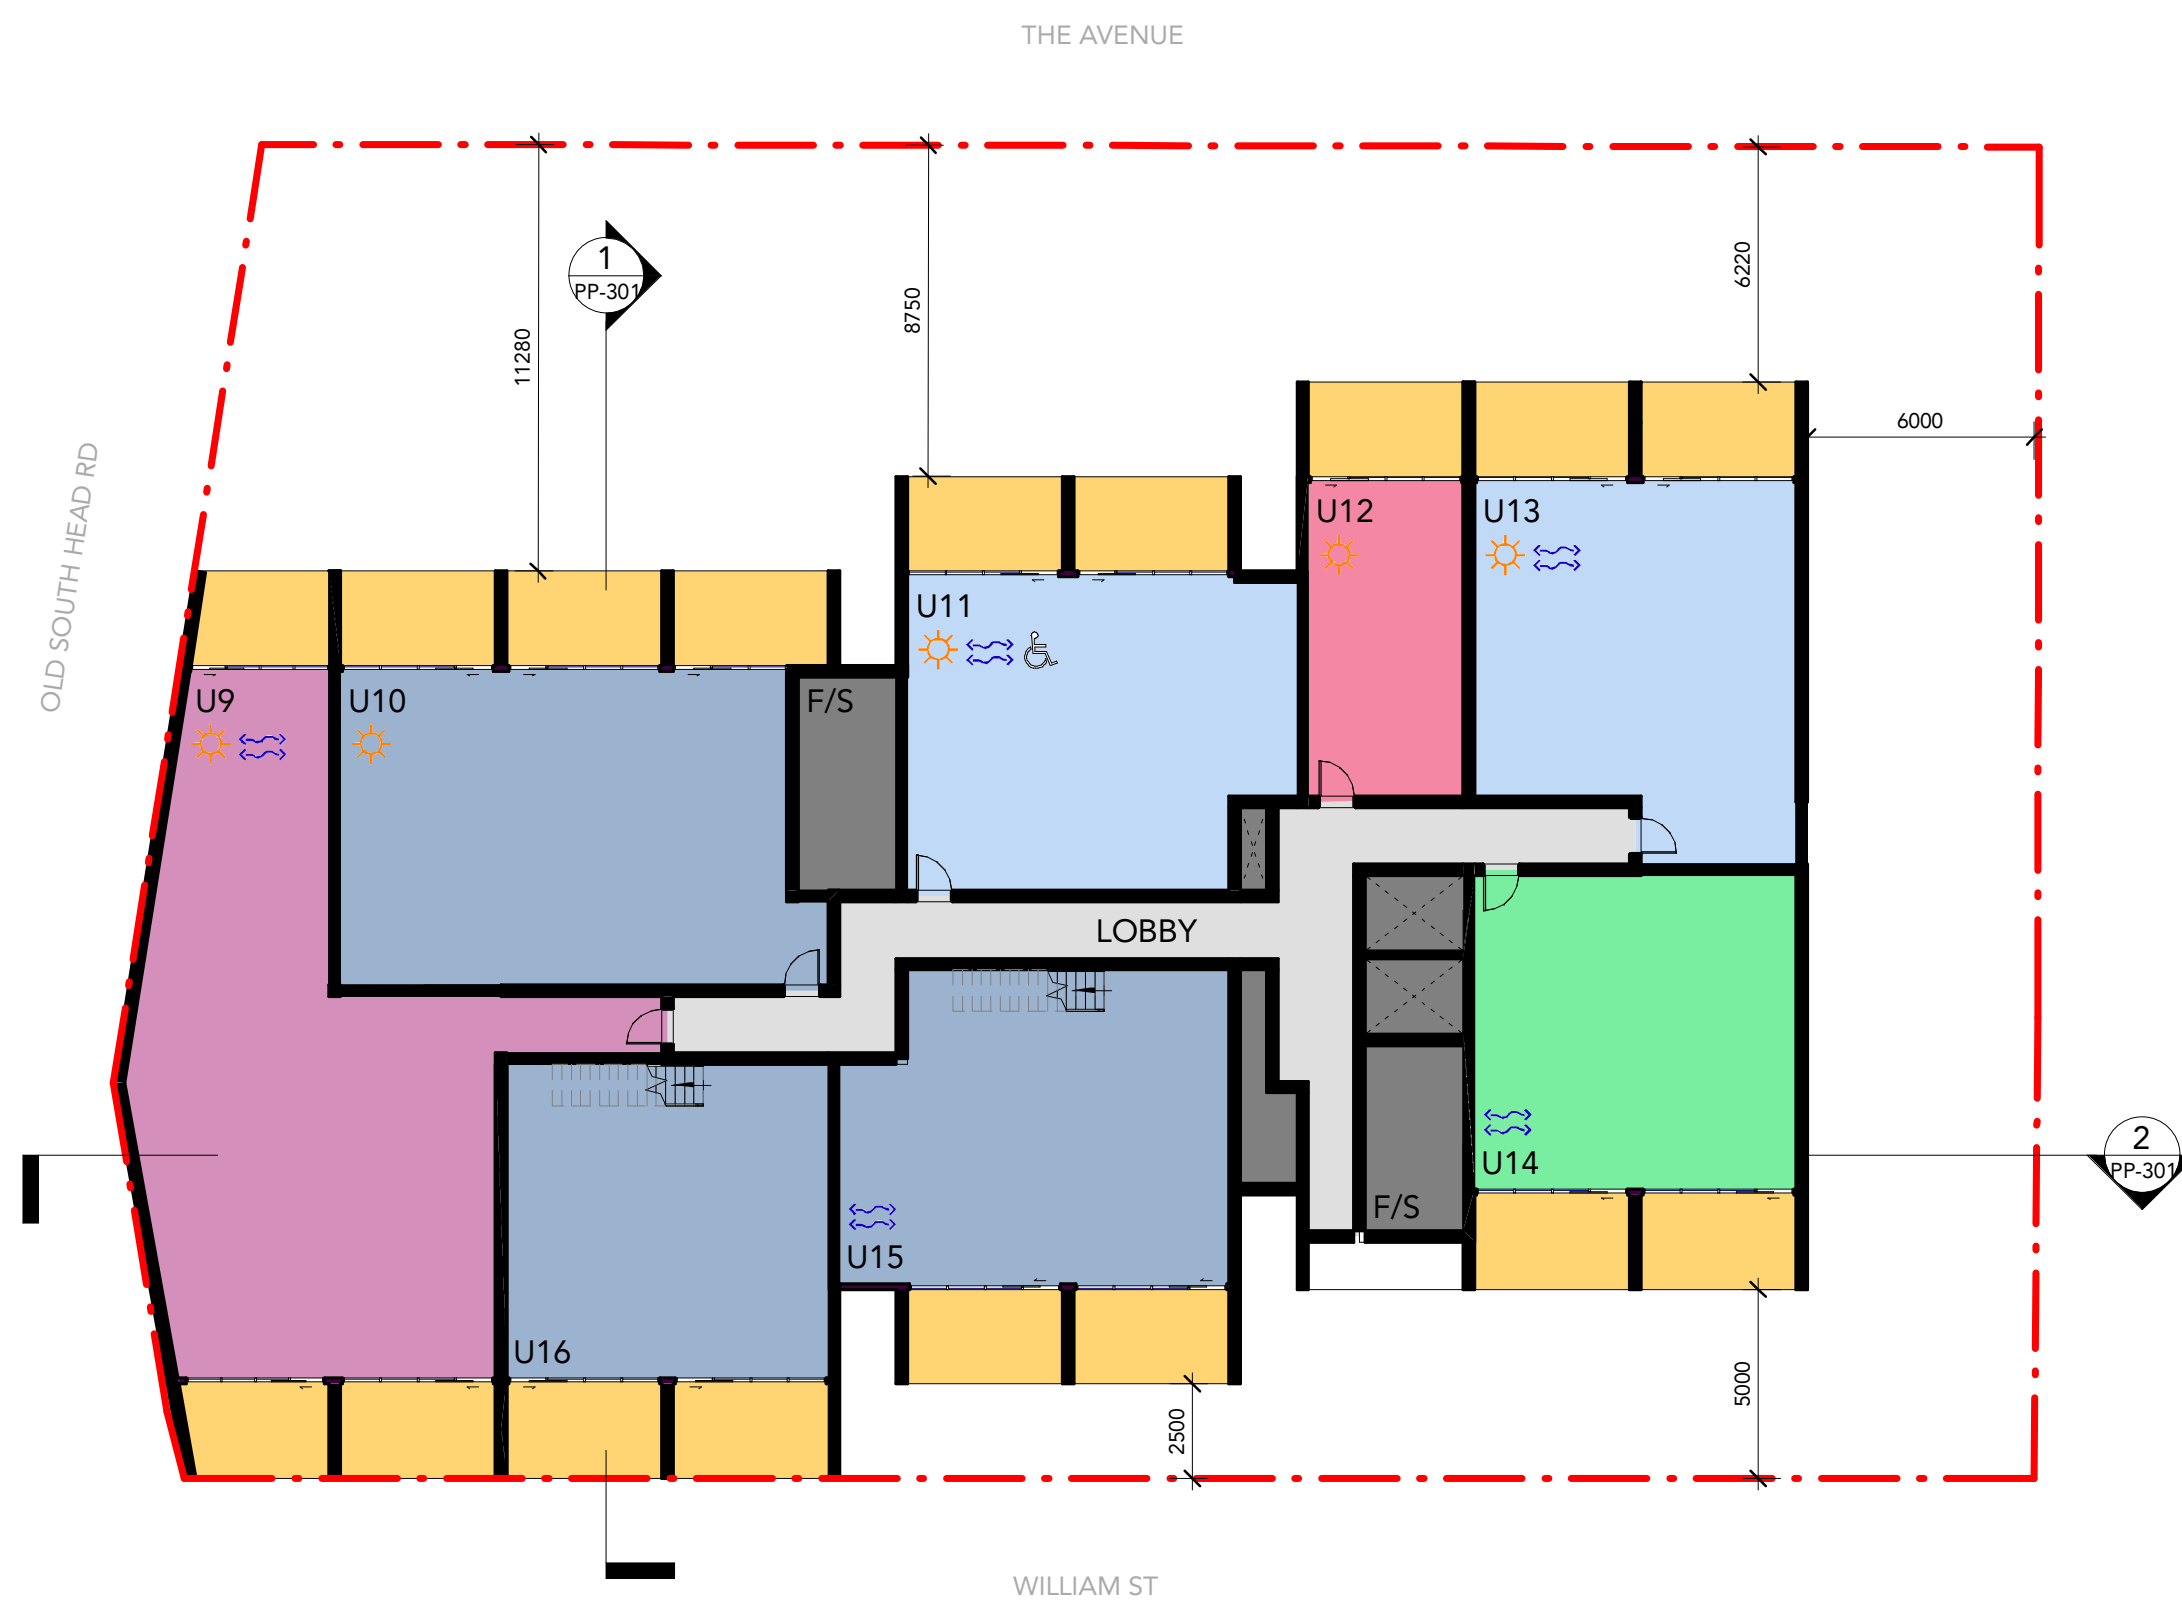 THE AVENUE
1
PP-301
11280
8750
6220
6000
OLD SOUTH HEAD RD
U12
U13
U11
U9
U10
F/S
LOBBY
U14
F/S
U15
U16
2
PP-301
5000
2500
WILLIAM ST